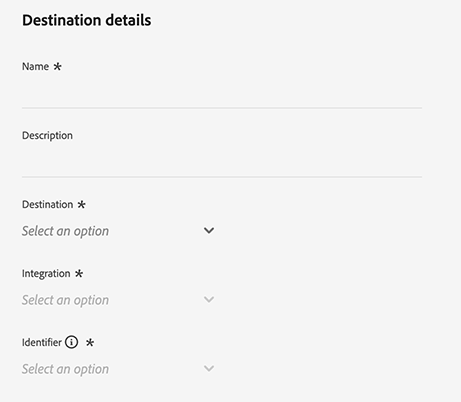 Destination details
Name *
Description
Destination *
Select an option
Integration *
Select an option
Identifier i *
Select an option